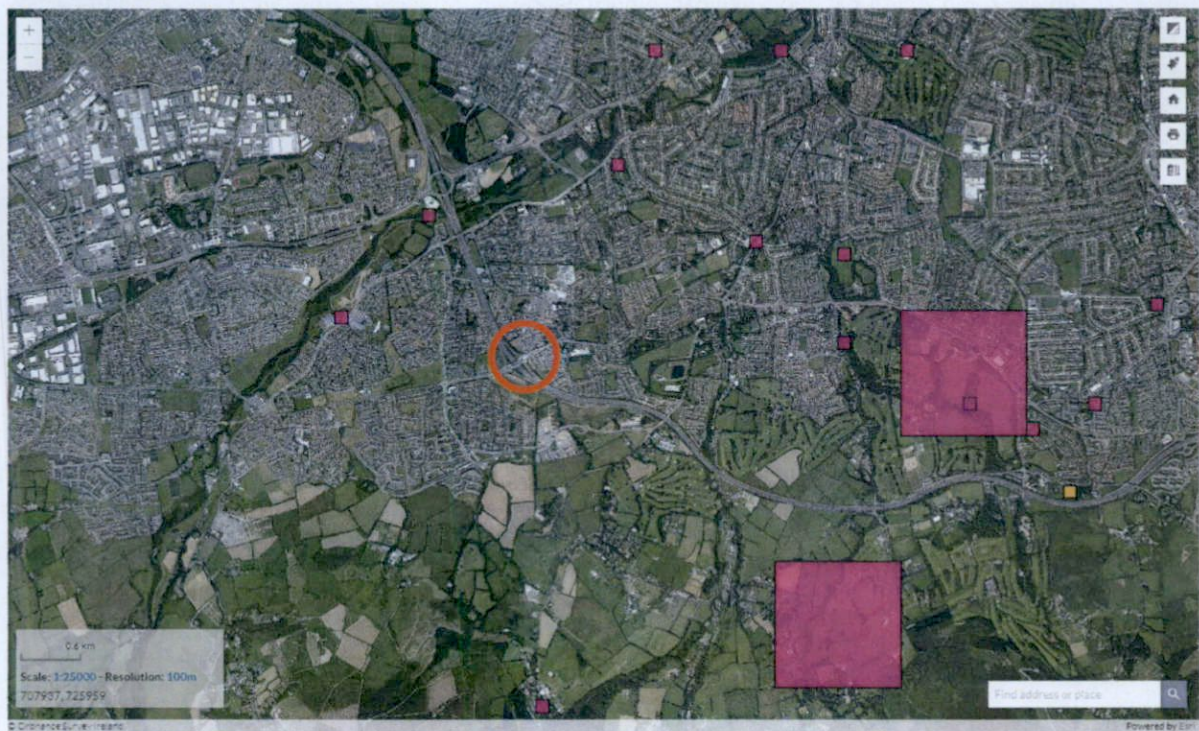 +
−
0.6 km
Scale: 1:25000 - Resolution: 100m
707937, 725959
Find address or place
© Ordnance Survey Ireland
Powered by Esri